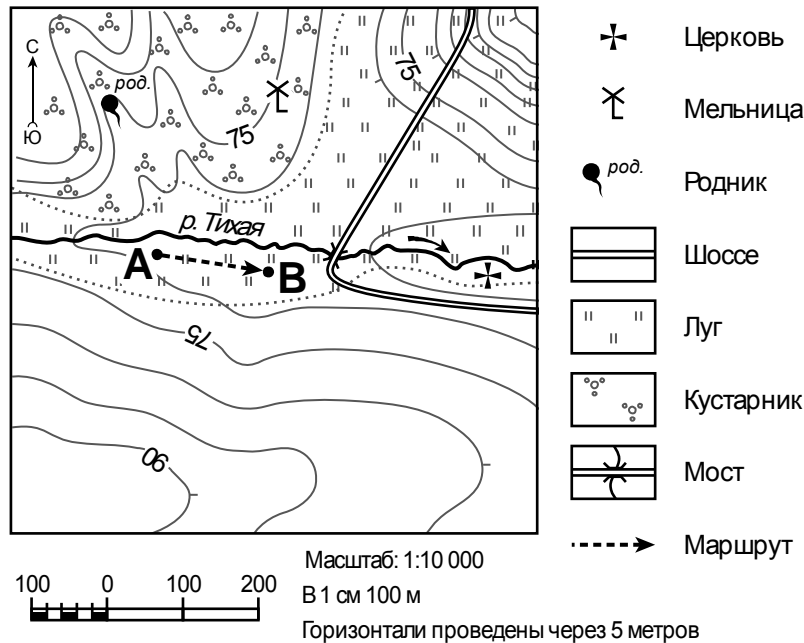 С
Ю
род.
75
75
р. Тихая
А
В
75
90
Церковь
Мельница
род.
Родник
Шоссе
Луг
Кустарник
Мост
Маршрут
Масштаб: 1:10 000
100 0 100 200
В 1 см 100 м
Горизонтали проведены через 5 метров